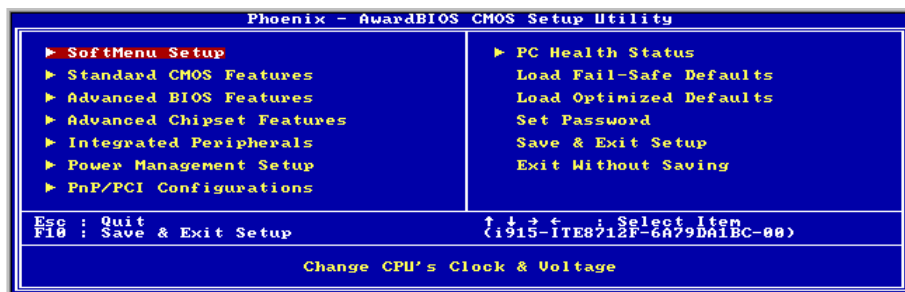 Phoenix - AwardBIOS CMOS Setup Utility
► SoftMenu Setup
► Standard CMOS Features
► Advanced BIOS Features
► Advanced Chipset Features
► Integrated Peripherals
► Power Management Setup
► PnP/PCI Configurations
► PC Health Status
Load Fail-Safe Defaults
Load Optimized Defaults
Set Password
Save & Exit Setup
Exit Without Saving
Esc : Quit
F10 : Save & Exit Setup
↑ ↓ → ← : Select Item
(i915-ITE8712F-6A79DA1BC-00)
Change CPU's Clock & Voltage